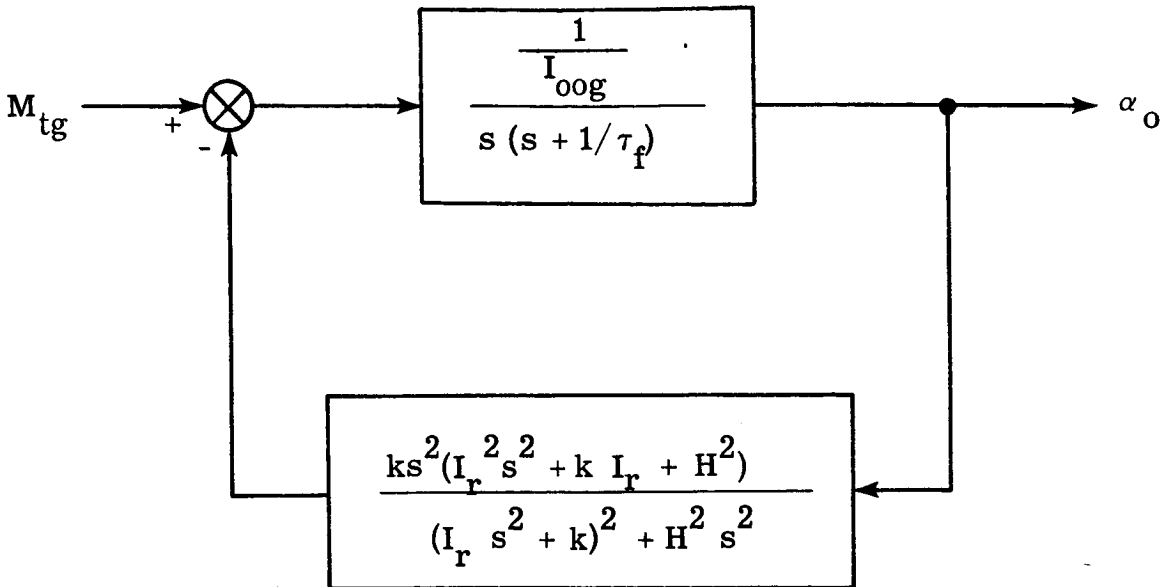 M_tg
+
-
1
I_oog
s (s + 1/τ_f)
α_o
ks^2(I_r^2 s^2 + k I_r + H^2)
(I_r s^2 + k)^2 + H^2 s^2